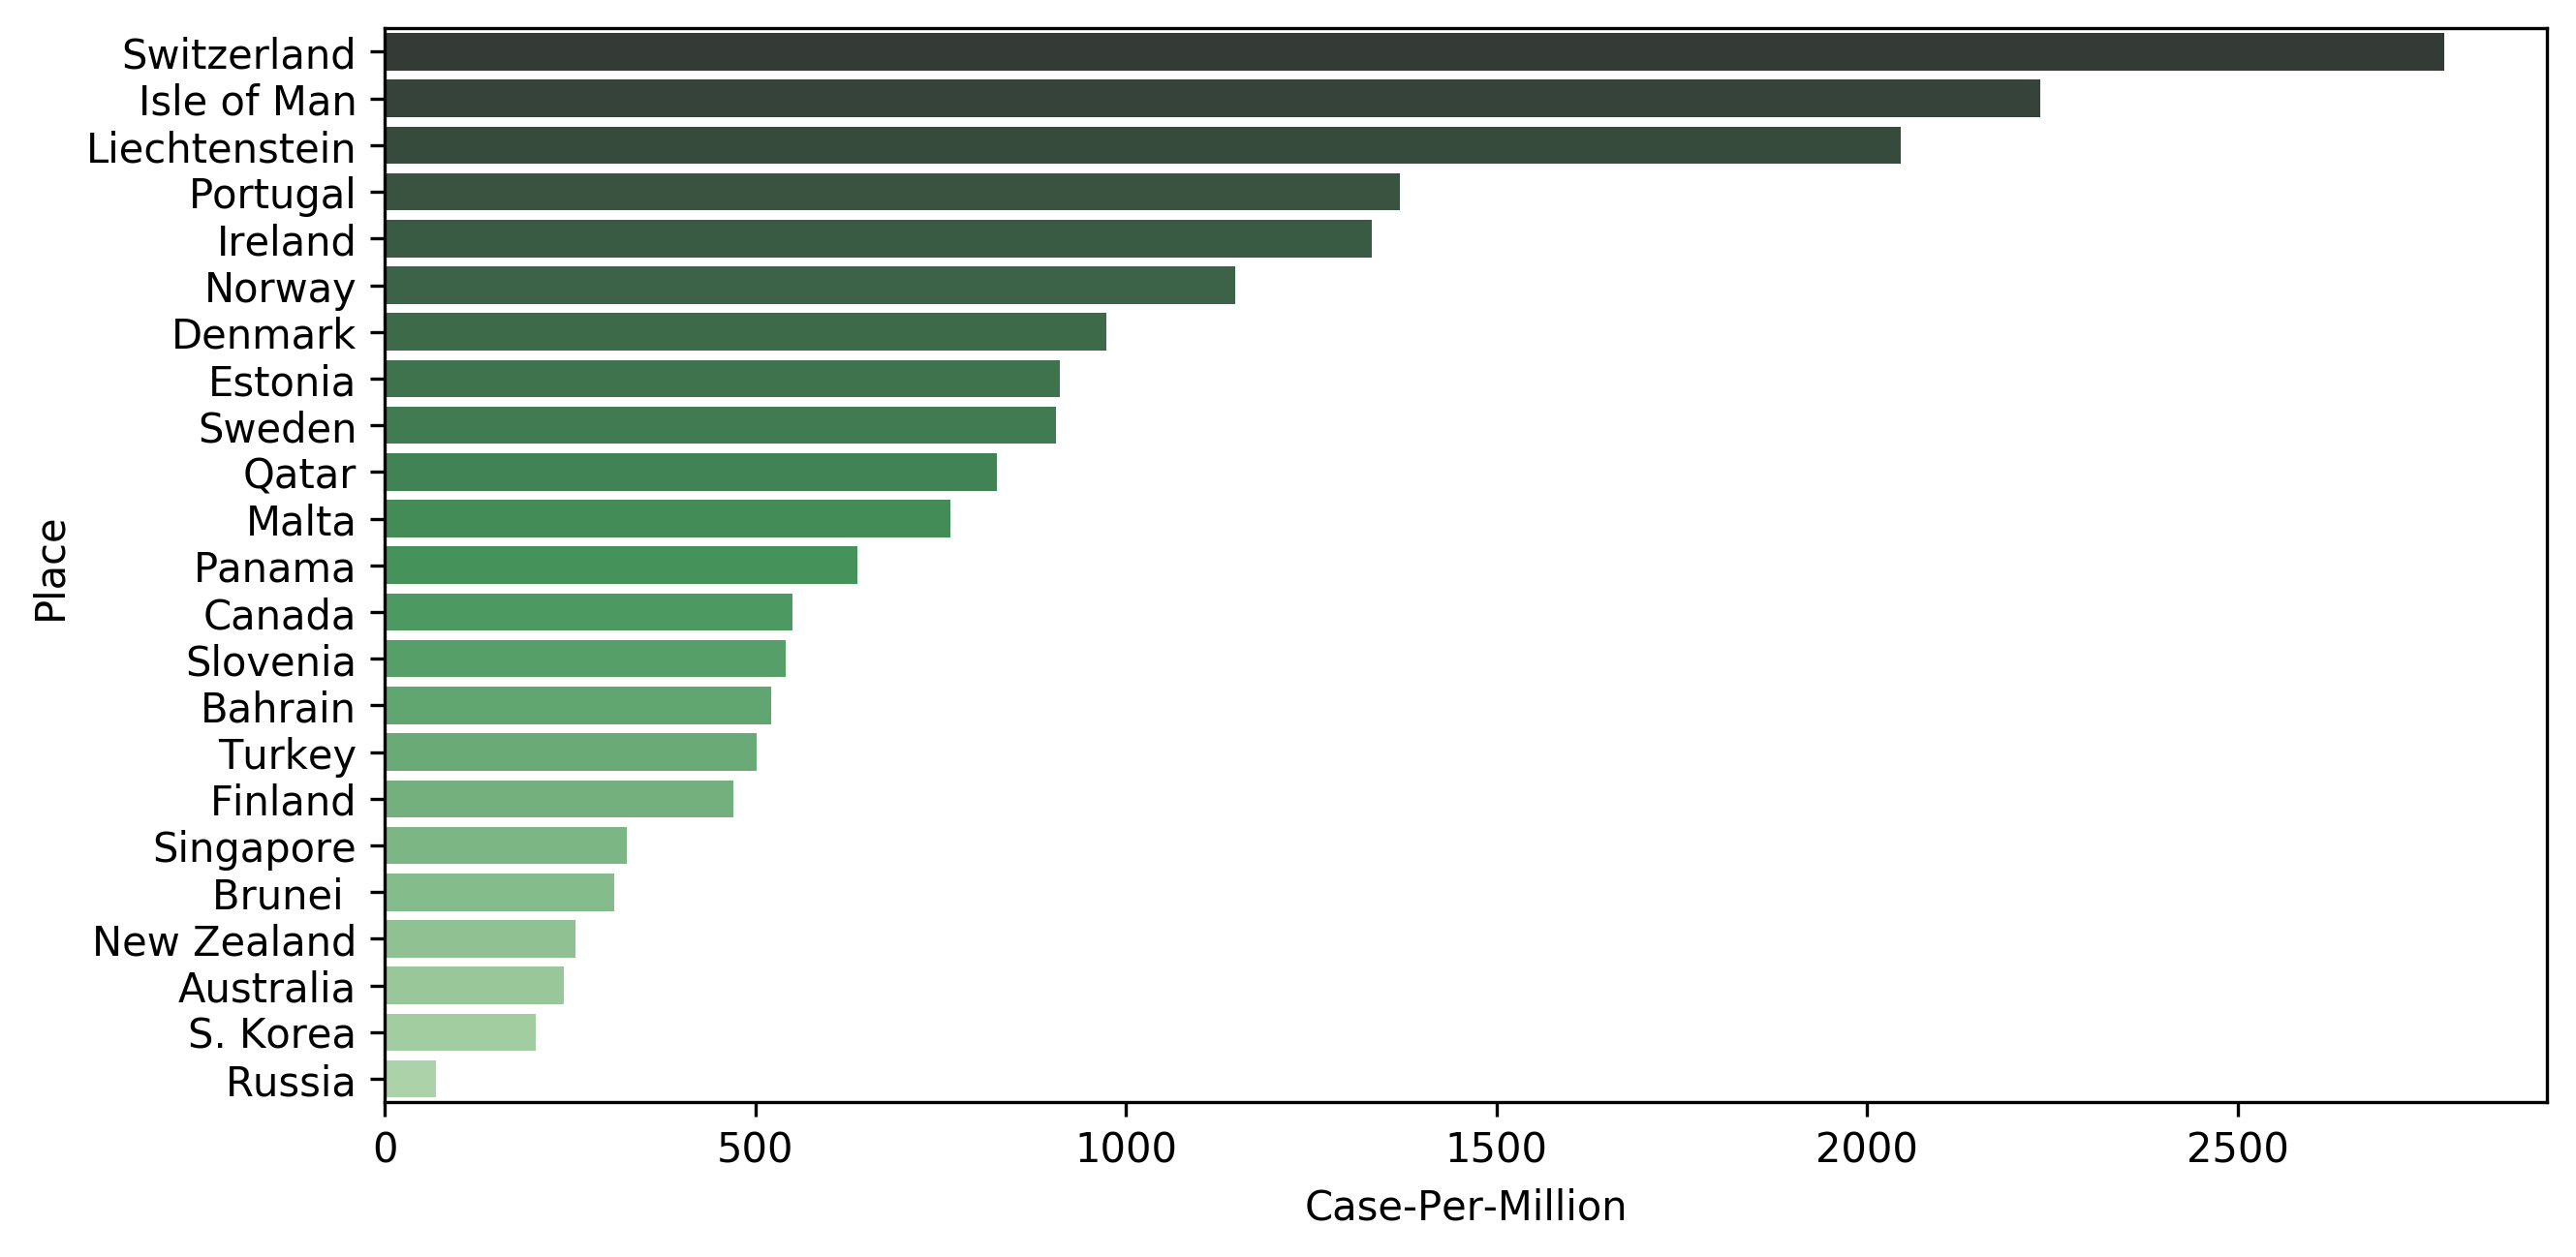 Switzerland
Isle of Man
Liechtenstein
Portugal
Ireland
Norway
Denmark
Estonia
Sweden
Qatar
Malta
Panama
Canada
Slovenia
Bahrain
Turkey
Finland
Singapore
Brunei
New Zealand
Australia
S. Korea
Russia
Place
0 500 1000 1500 2000 2500
Case-Per-Million